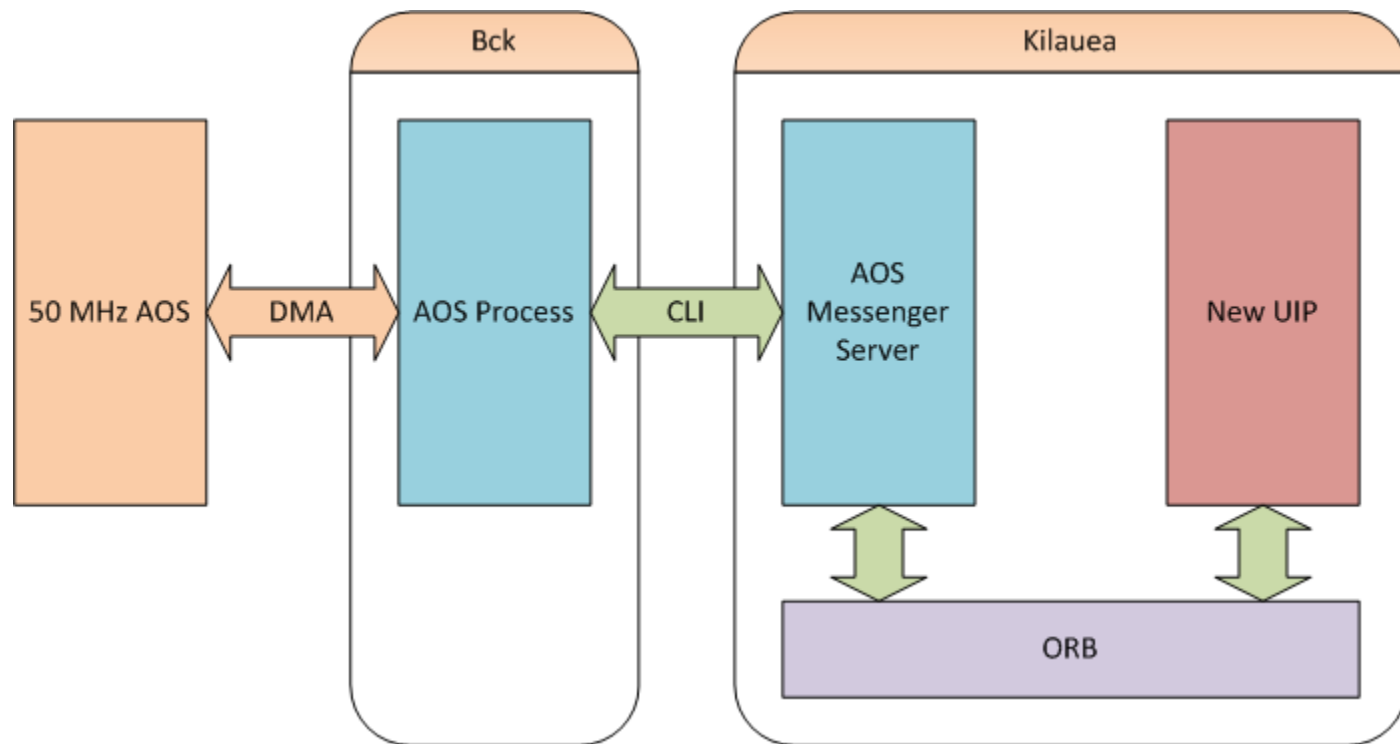 Bck
Kilauea
50 MHz AOS
DMA
AOS Process
CLI
AOS
Messenger
Server
New UIP
ORB